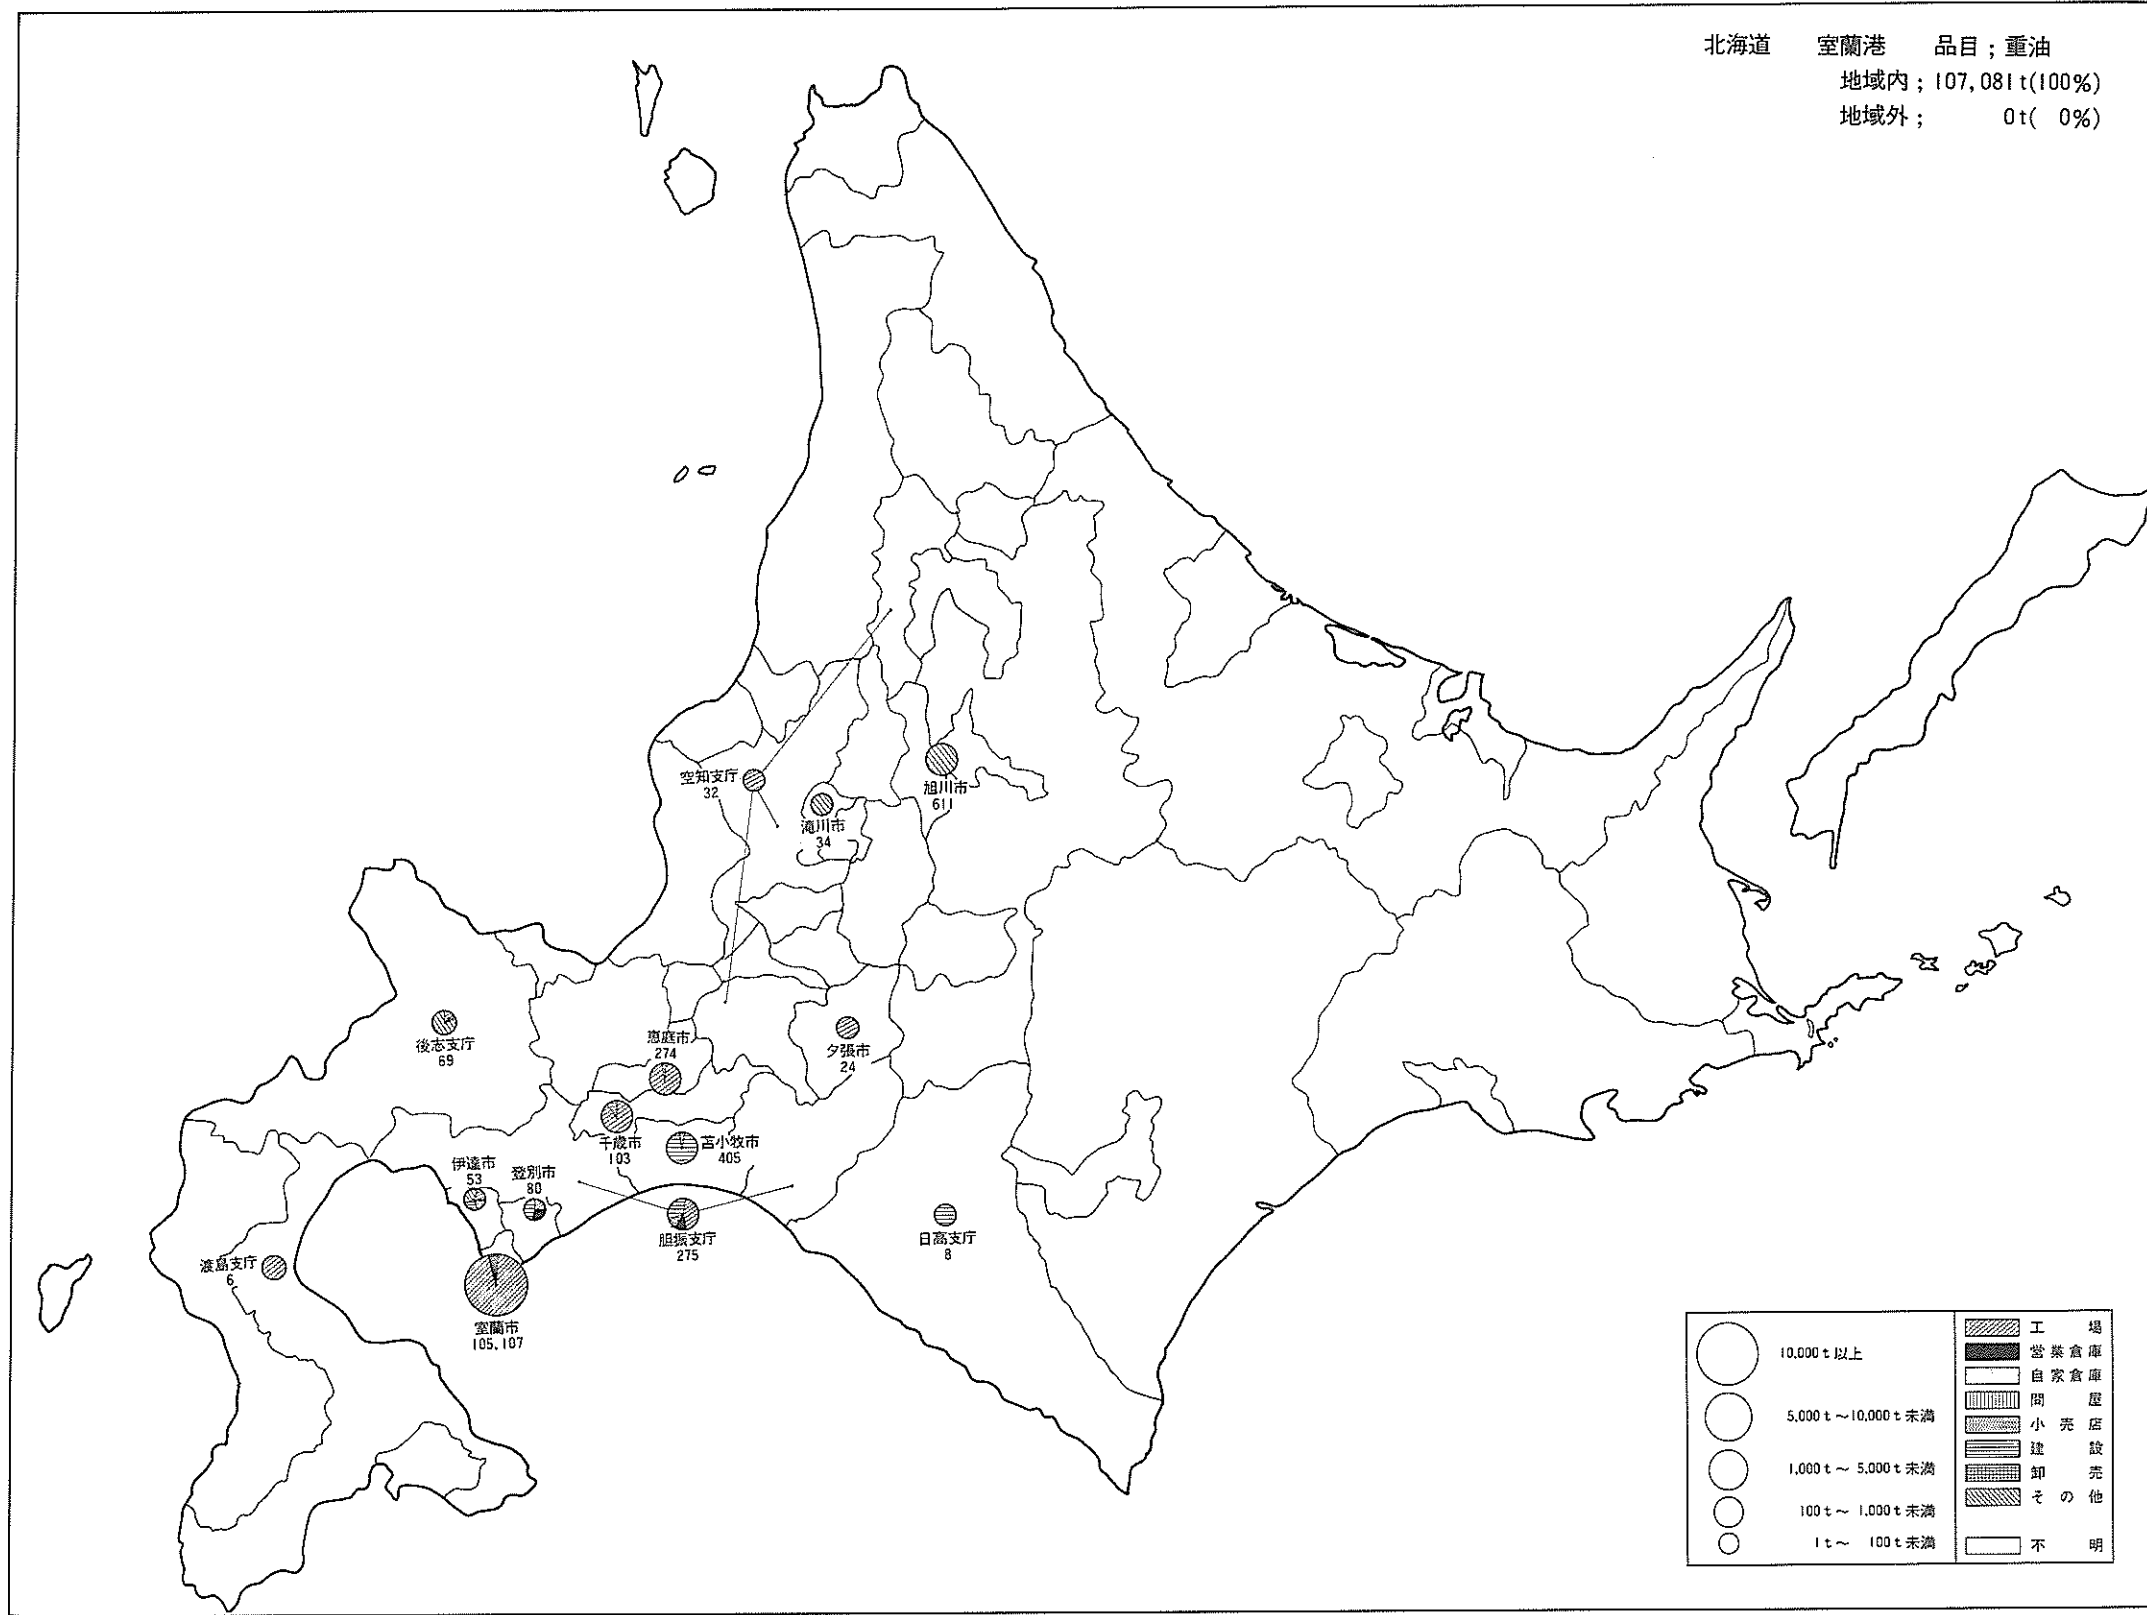 北海道 室蘭港 品目；重油
地域内；107,081t(100%)
地域外； 0t( 0%)
空知支庁
32
旭川市
611
滝川市
34
後志支庁
69
恵庭市
274
夕張市
24
千歳市
103
苫小牧市
405
伊達市
53
登別市
80
胆振支庁
275
日高支庁
8
渡島支庁
6
室蘭市
105,107
10,000t以上
5,000t～10,000t未満
1,000t～ 5,000t未満
100t～ 1,000t未満
1t～ 100t未満
工場
営業倉庫
自家倉庫
問屋
小売店
建設
卸売
その他
不明